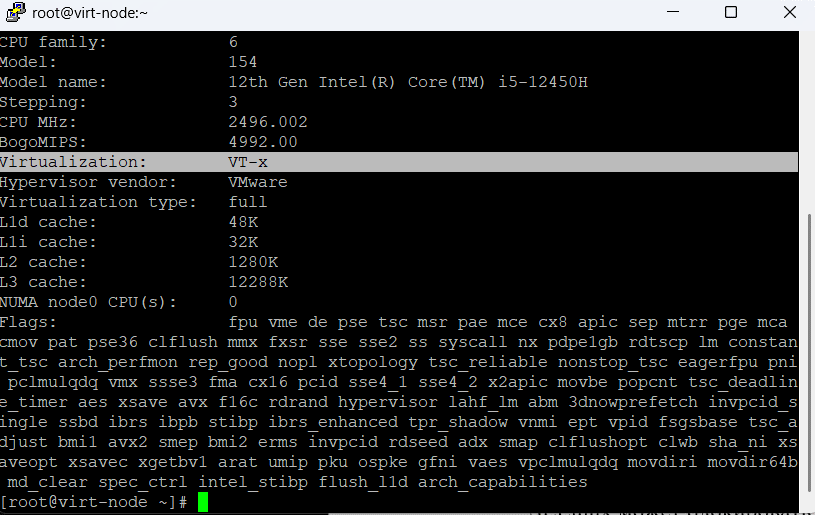 root@virt-node:~
CPU family: 6
Model: 154
Model name: 12th Gen Intel(R) Core(TM) i5-12450H
Stepping: 3
CPU MHz: 2496.002
BogoMIPS: 4992.00
Virtualization: VT-x
Hypervisor vendor: VMware
Virtualization type: full
L1d cache: 48K
L1i cache: 32K
L2 cache: 1280K
L3 cache: 12288K
NUMA node0 CPU(s): 0
Flags: fpu vme de pse tsc msr pae mce cx8 apic sep mtrr pge mca
cmov pat pse36 clflush mmx fxsr sse sse2 ss syscall nx pdpe1gb rdtscp lm constan
t_tsc arch_perfmon rep_good nopl xtopology tsc_reliable nonstop_tsc eagerfpu pni
pclmulqdq vmx ssse3 fma cx16 pcid sse4_1 sse4_2 x2apic movbe popcnt tsc_deadlin
e_timer aes xsave avx f16c rdrand hypervisor lahf_lm abm 3dnowprefetch invpcid_s
ingle ssbd ibrs ibpb stibp ibrs_enhanced tpr_shadow vnmi ept vpid fsgsbase tsc_a
djust bmi1 avx2 smep bmi2 erms invpcid rdseed adx smap clflushopt clwb sha_ni xs
aveopt xsavec xgetbv1 arat umip pku ospke gfni vaes vpclmulqdq movdiri movdir64b
md_clear spec_ctrl intel_stibp flush_l1d arch_capabilities
[root@virt-node ~]#